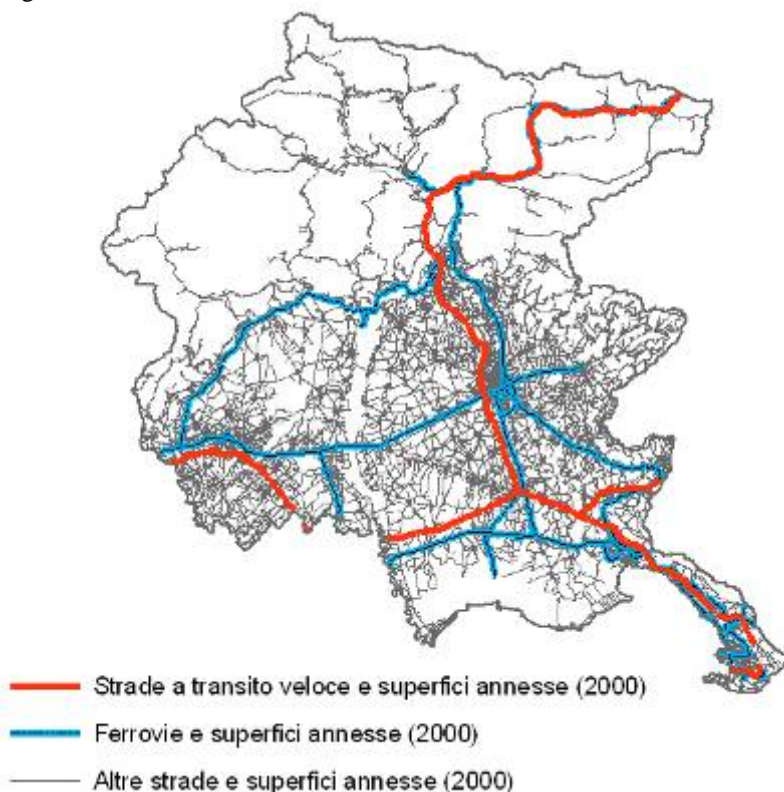 Strade a transito veloce e superfici annesse (2000)
Ferrovie e superfici annesse (2000)
Altre strade e superfici annesse (2000)